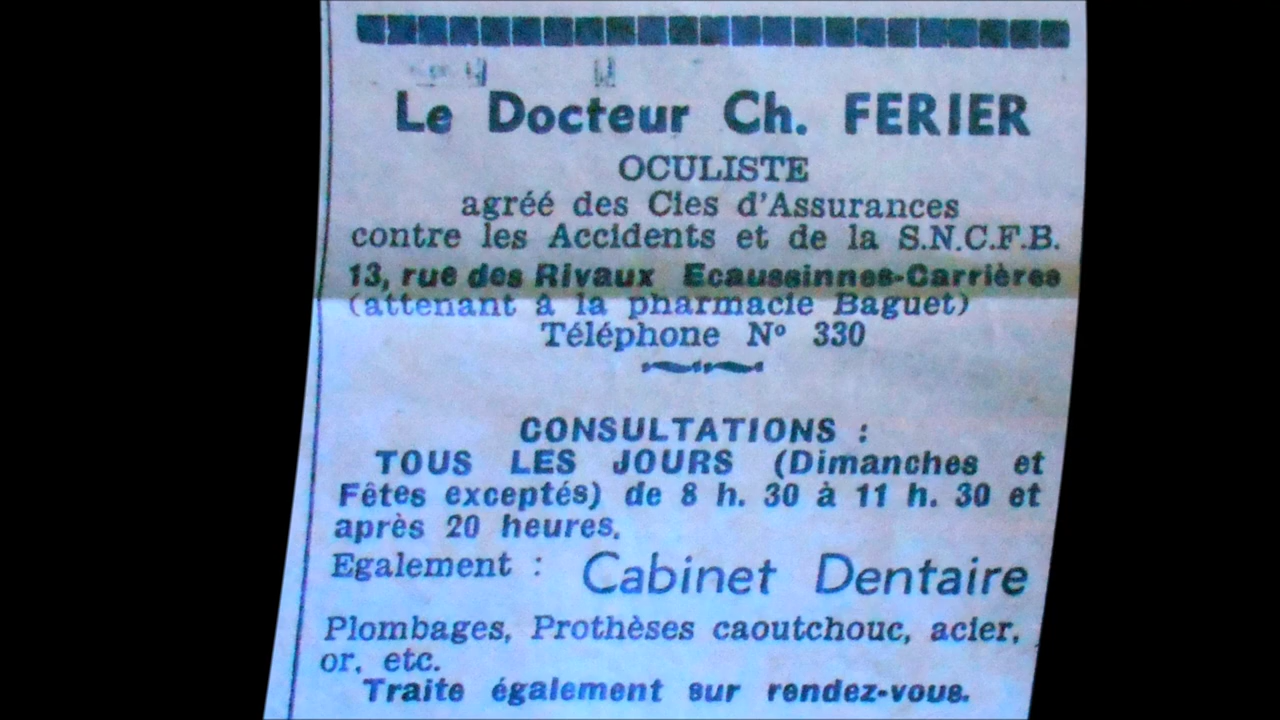 Le Docteur Ch. FERIER
OCULISTE
agréé des Cies d'Assurances
contre les Accidents et de la S.N.C.F.B.
13, rue des Rivaux Ecaussinnes-Carrières
(attenant à la pharmacie Baguet)
Téléphone N° 330
CONSULTATIONS :
TOUS LES JOURS (Dimanches et
Fêtes exceptés) de 8 h. 30 à 11 h. 30 et
après 20 heures.
Egalement : Cabinet Dentaire
Plombages, Prothèses caoutchouc, acier,
or, etc.
Traite également sur rendez-vous.